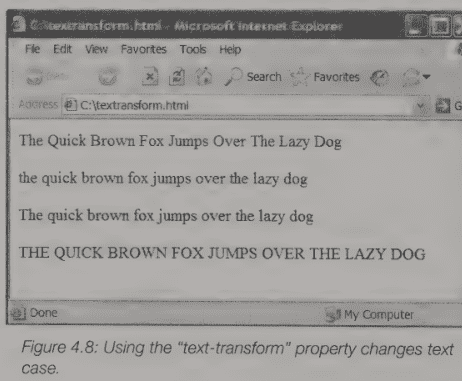 C:\textransform.html - Microsoft Internet Explorer
File Edit View Favorites Tools Help
Back Search Favorites
Address C:\textransform.html G
The Quick Brown Fox Jumps Over The Lazy Dog
the quick brown fox jumps over the lazy dog
The quick brown fox jumps over the lazy dog
THE QUICK BROWN FOX JUMPS OVER THE LAZY DOG
Done My Computer
Figure 4.8: Using the "text-transform" property changes text
case.